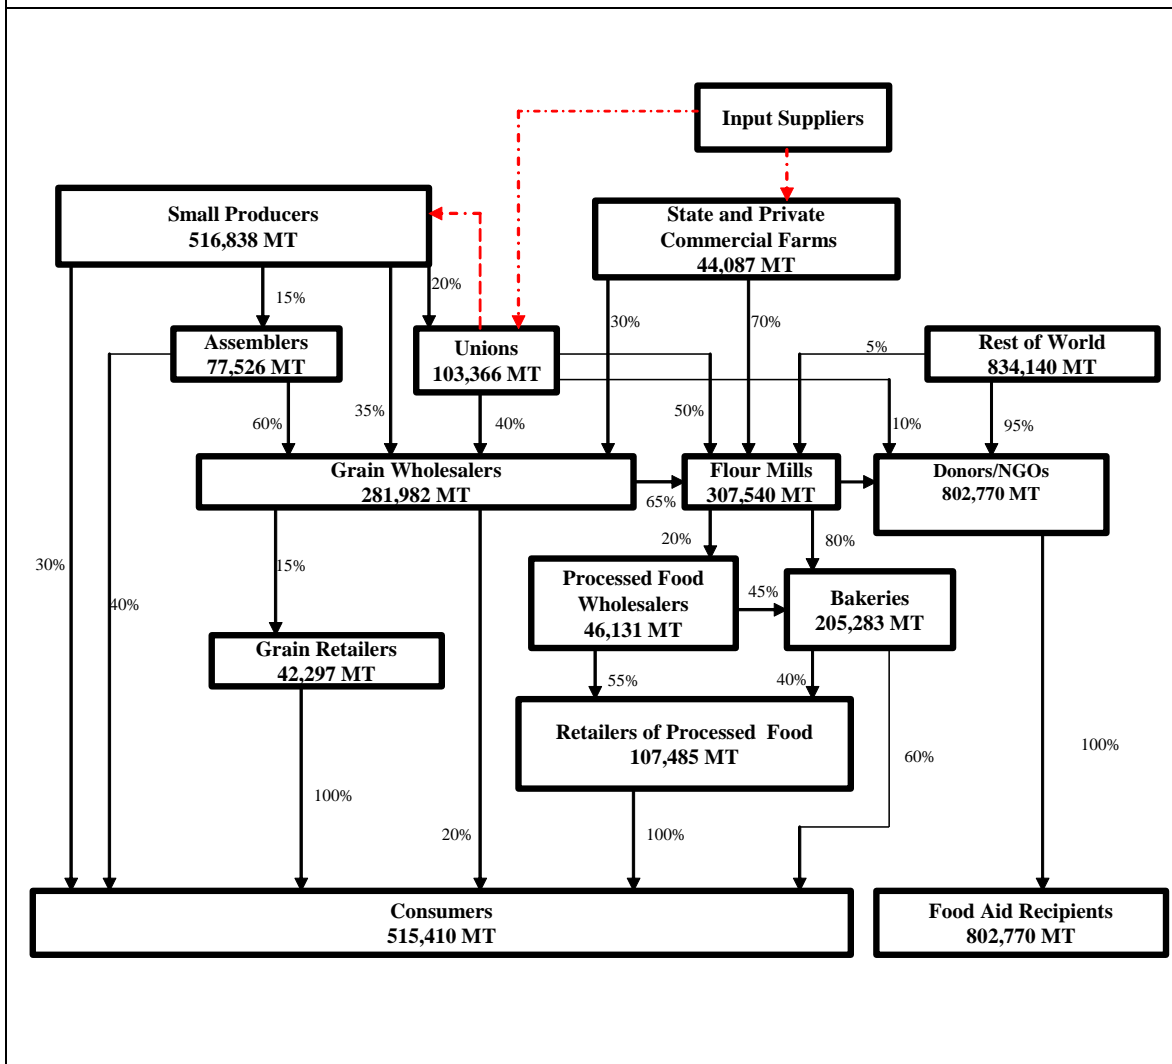 Input Suppliers
Small Producers
516,838 MT
State and Private
Commercial Farms
44,087 MT
20%
15%
30%
70%
Assemblers
77,526 MT
Unions
103,366 MT
5%
Rest of World
834,140 MT
60%
35%
40%
50%
10%
95%
Grain Wholesalers
281,982 MT
65%
Flour Mills
307,540 MT
Donors/NGOs
802,770 MT
20%
80%
30%
15%
40%
Processed Food
Wholesalers
46,131 MT
45%
Bakeries
205,283 MT
Grain Retailers
42,297 MT
55%
40%
Retailers of Processed Food
107,485 MT
60%
100%
100%
20%
100%
Consumers
515,410 MT
Food Aid Recipients
802,770 MT